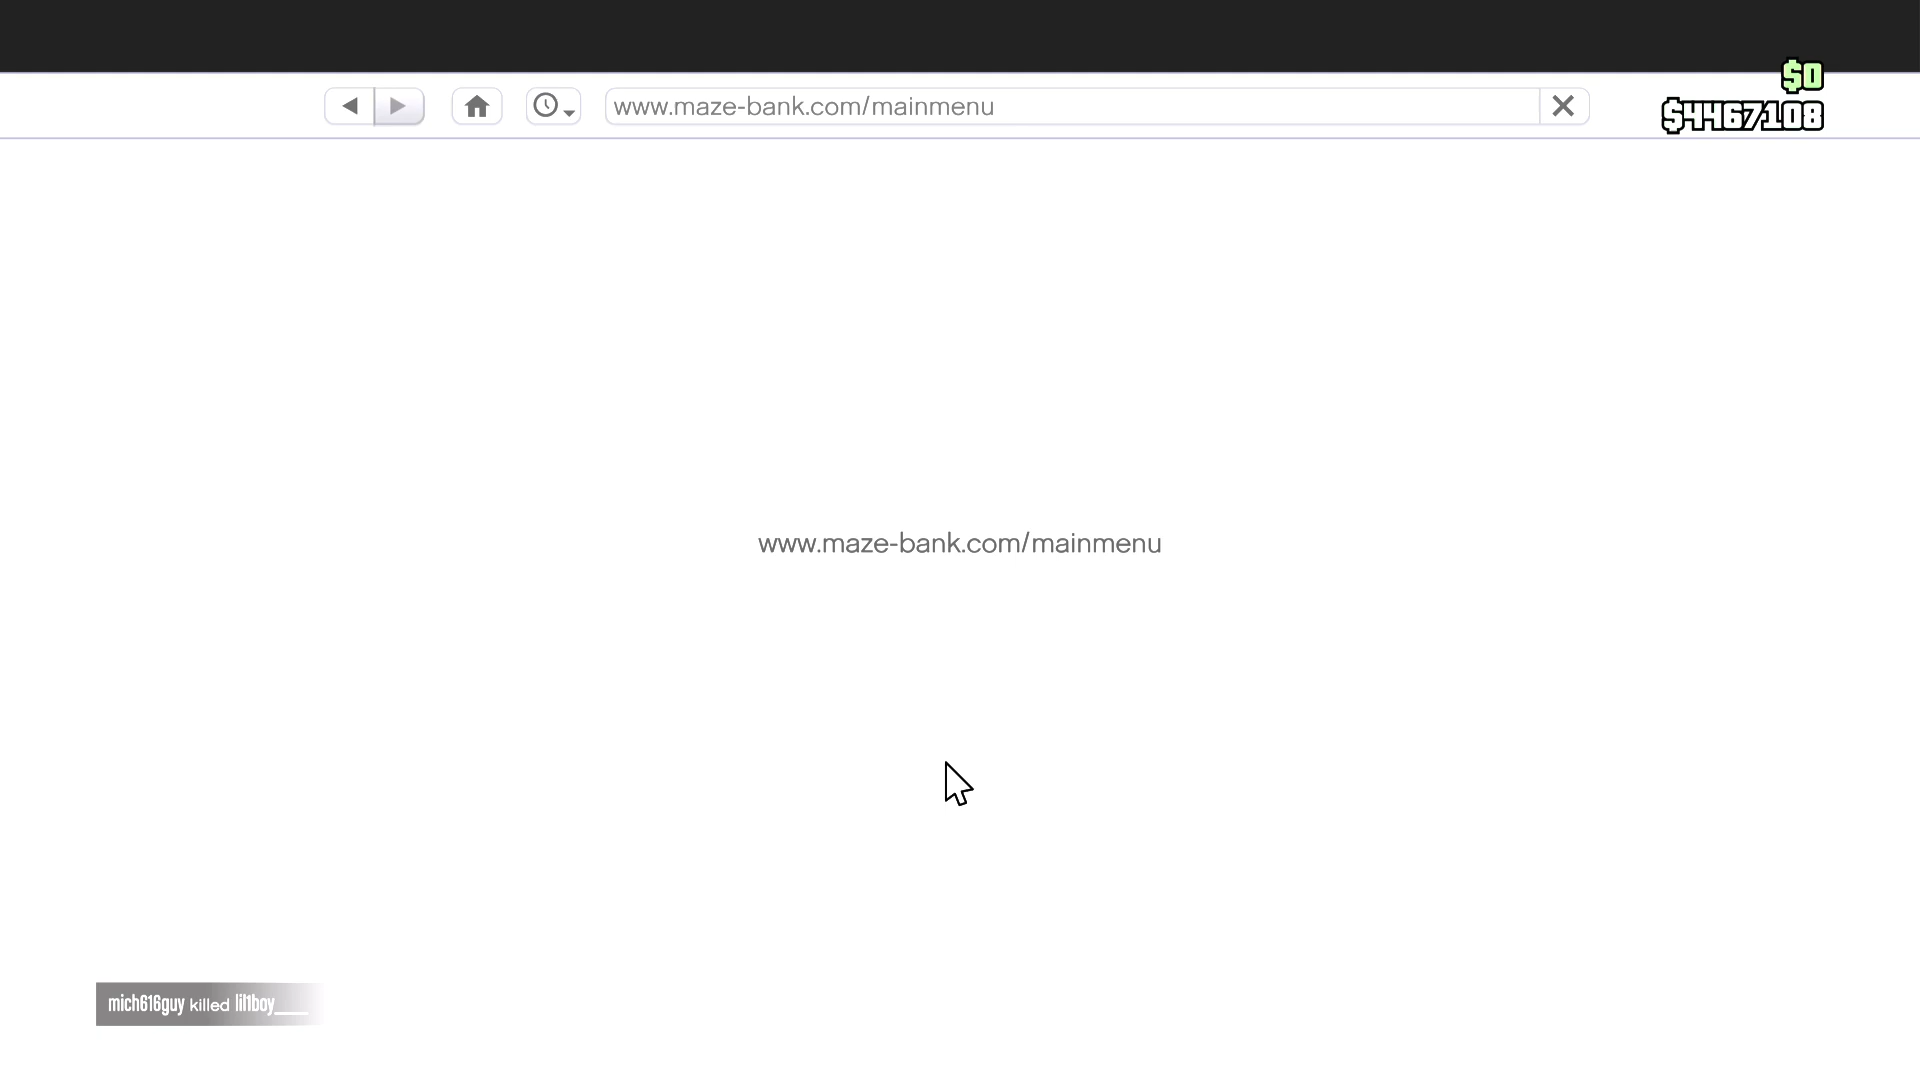 $0
www.maze-bank.com/mainmenu
$4467108
www.maze-bank.com/mainmenu
mich616guy killed lil1boy___